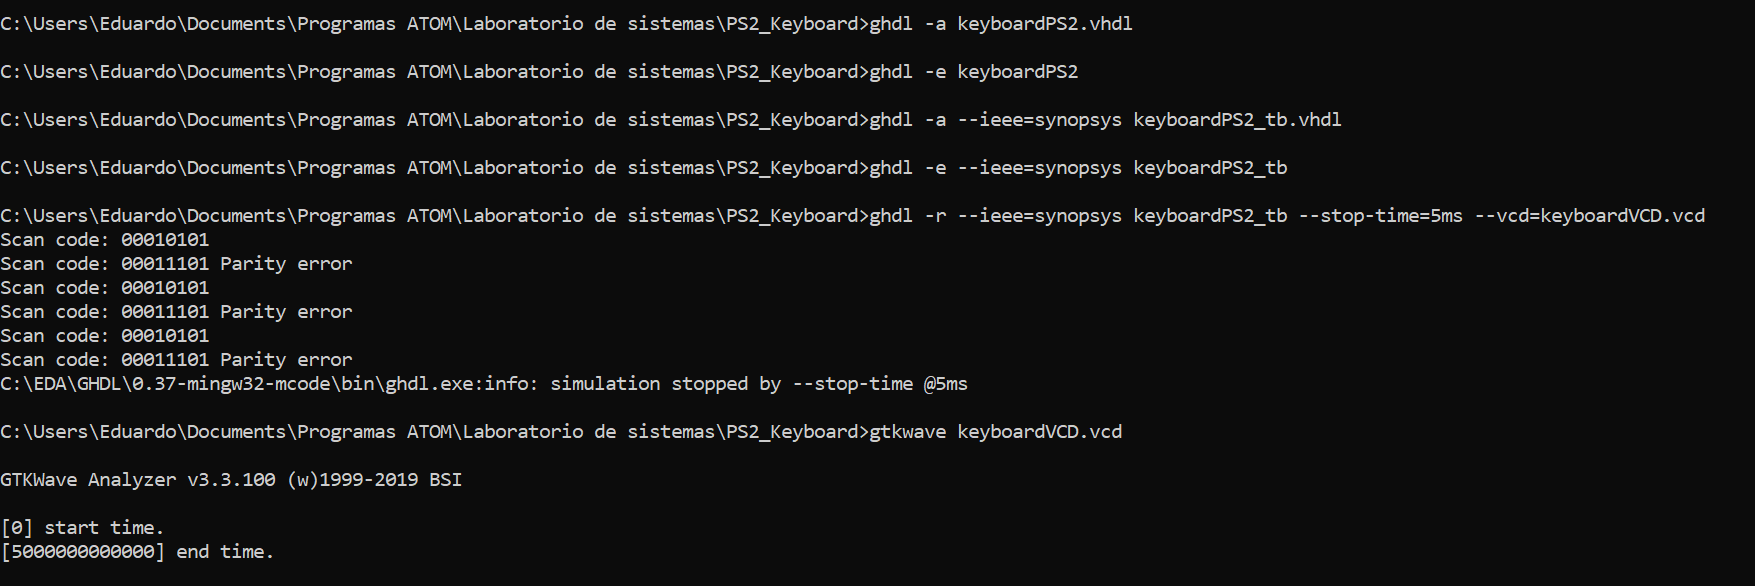 C:\Users\Eduardo\Documents\Programas ATOM\Laboratorio de sistemas\PS2_Keyboard>ghdl -a keyboardPS2.vhdl
C:\Users\Eduardo\Documents\Programas ATOM\Laboratorio de sistemas\PS2_Keyboard>ghdl -e keyboardPS2
C:\Users\Eduardo\Documents\Programas ATOM\Laboratorio de sistemas\PS2_Keyboard>ghdl -a --ieee=synopsys keyboardPS2_tb.vhdl
C:\Users\Eduardo\Documents\Programas ATOM\Laboratorio de sistemas\PS2_Keyboard>ghdl -e --ieee=synopsys keyboardPS2_tb
C:\Users\Eduardo\Documents\Programas ATOM\Laboratorio de sistemas\PS2_Keyboard>ghdl -r --ieee=synopsys keyboardPS2_tb --stop-time=5ms --vcd=keyboardVCD.vcd
Scan code: 00010101
Scan code: 00011101 Parity error
Scan code: 00010101
Scan code: 00011101 Parity error
Scan code: 00010101
Scan code: 00011101 Parity error
C:\EDA\GHDL\0.37-mingw32-mcode\bin\ghdl.exe:info: simulation stopped by --stop-time @5ms
C:\Users\Eduardo\Documents\Programas ATOM\Laboratorio de sistemas\PS2_Keyboard>gtkwave keyboardVCD.vcd
GTKWave Analyzer v3.3.100 (w)1999-2019 BSI
[0] start time.
[5000000000000] end time.